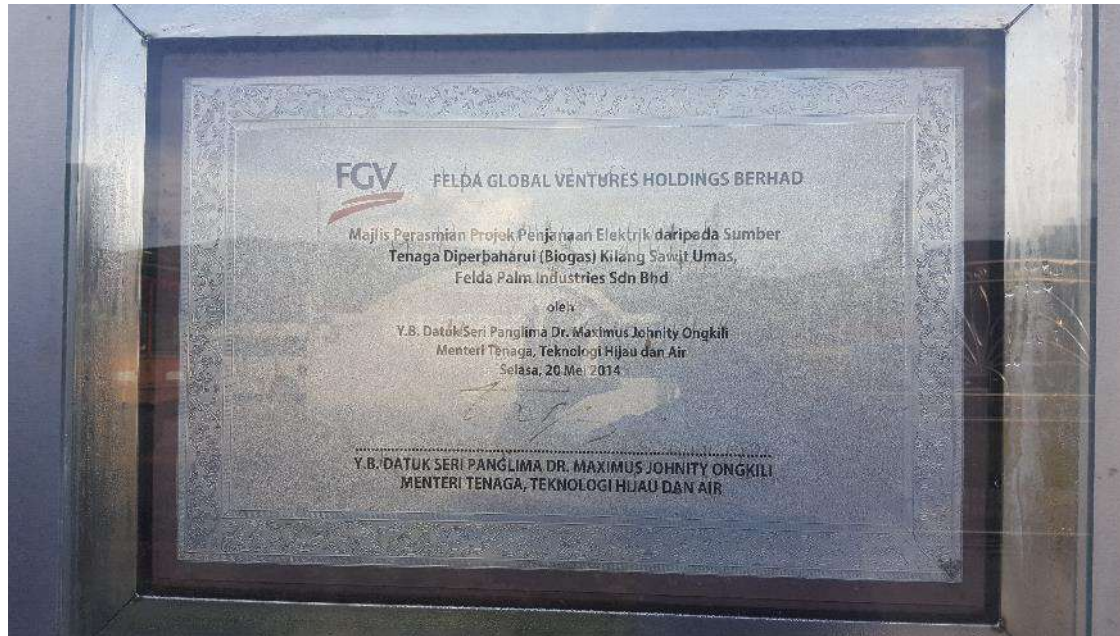 FGV FELDA GLOBAL VENTURES HOLDINGS BERHAD
Majlis Perasmian Projek Penjanaan Elektrik daripada Sumber
Tenaga Diperbaharui (Biogas) Kilang Sawit Umas,
Felda Palm Industries Sdn Bhd
oleh
Y.B. Datuk Seri Panglima Dr. Maximus Johnity Ongkili
Menteri Tenaga, Teknologi Hijau dan Air
Selasa, 20 Mei 2014
Y.B. DATUK SERI PANGLIMA DR. MAXIMUS JOHNITY ONGKILI
MENTERI TENAGA, TEKNOLOGI HIJAU DAN AIR